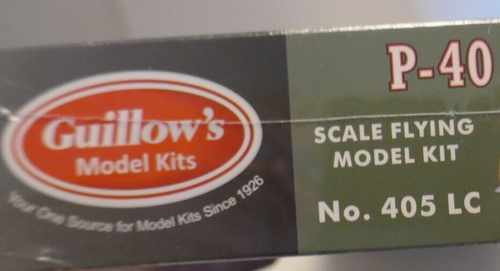 Guillow's
Model Kits
Your One Source for Model Kits Since 1926
P-40
SCALE FLYING
MODEL KIT
No. 405 LC